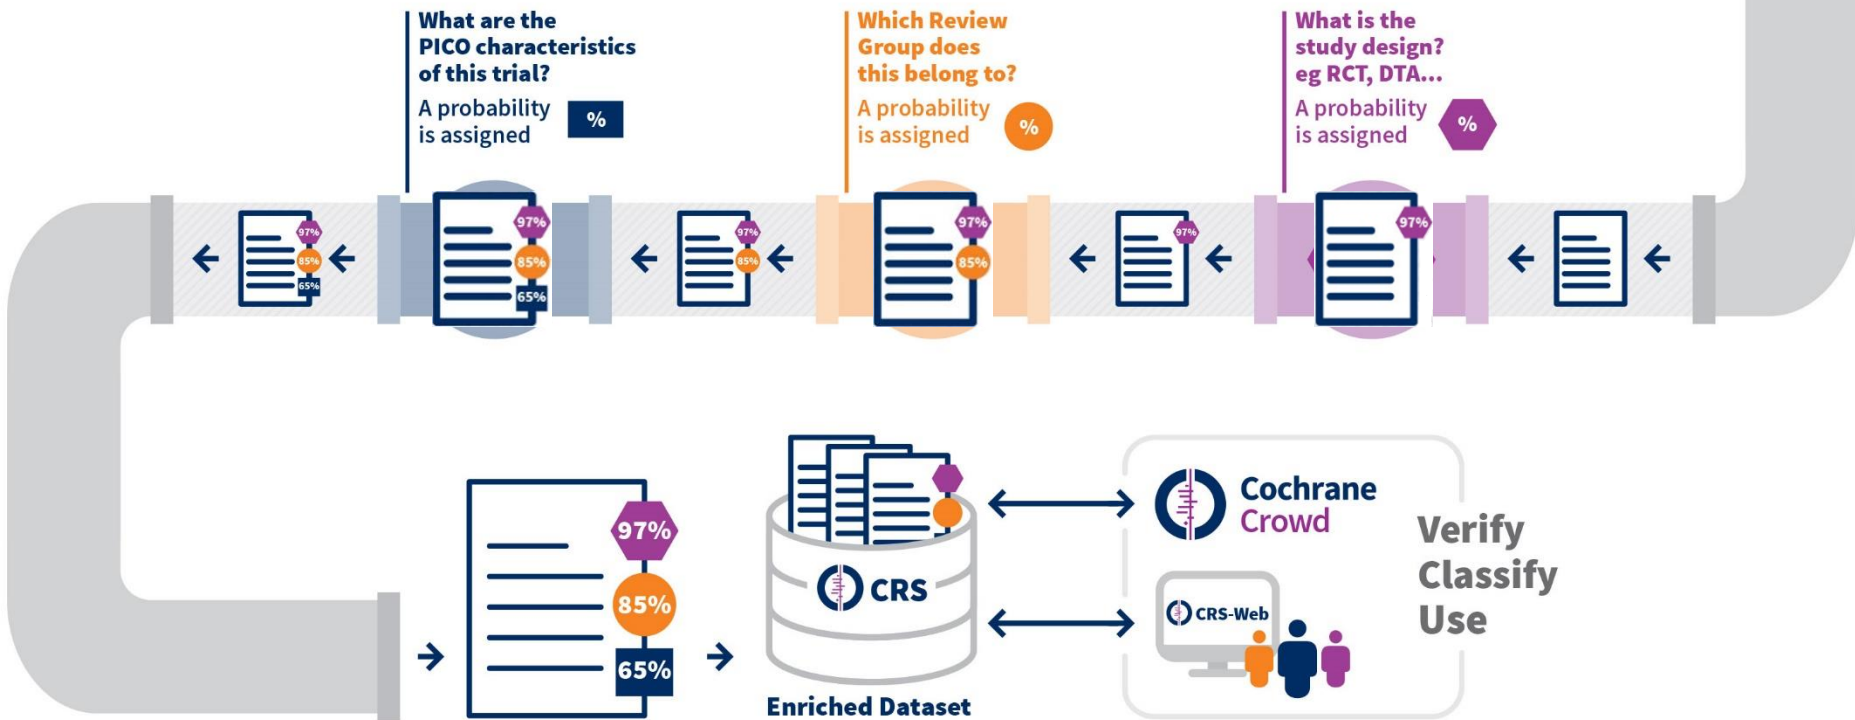 What are the
PICO characteristics
of this trial?
A probability
is assigned
%
Which Review
Group does
this belong to?
A probability
is assigned
%
What is the
study design?
eg RCT, DTA...
A probability
is assigned
%
97%
85%
65%
97%
85%
65%
97%
85%
97%
85%
97%
97%
97%
85%
65%
CRS
Enriched Dataset
Cochrane
Crowd
CRS-Web
Verify
Classify
Use